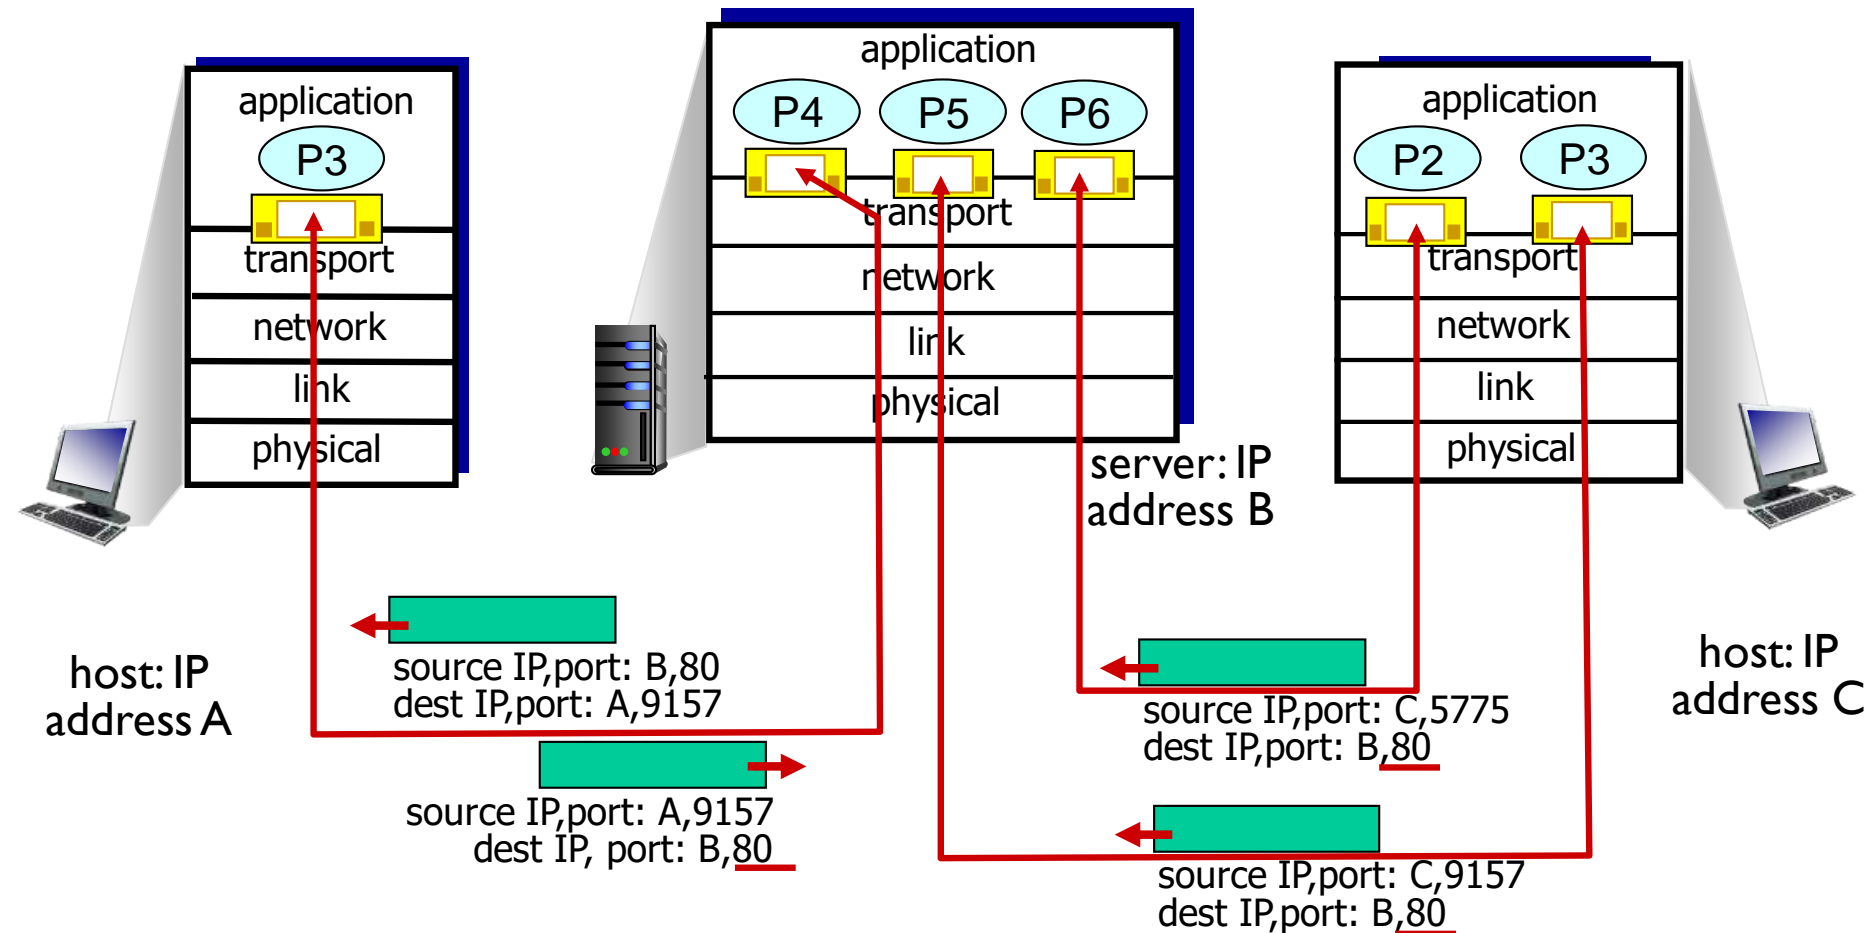 application
P3
transport
network
link
physical
host: IP
address A
application
P4 P5 P6
transport
network
link
physical
server: IP
address B
application
P2 P3
transport
network
link
physical
host: IP
address C
source IP,port: B,80
dest IP,port: A,9157
source IP,port: A,9157
dest IP, port: B,80
source IP,port: C,5775
dest IP,port: B,80
source IP,port: C,9157
dest IP,port: B,80